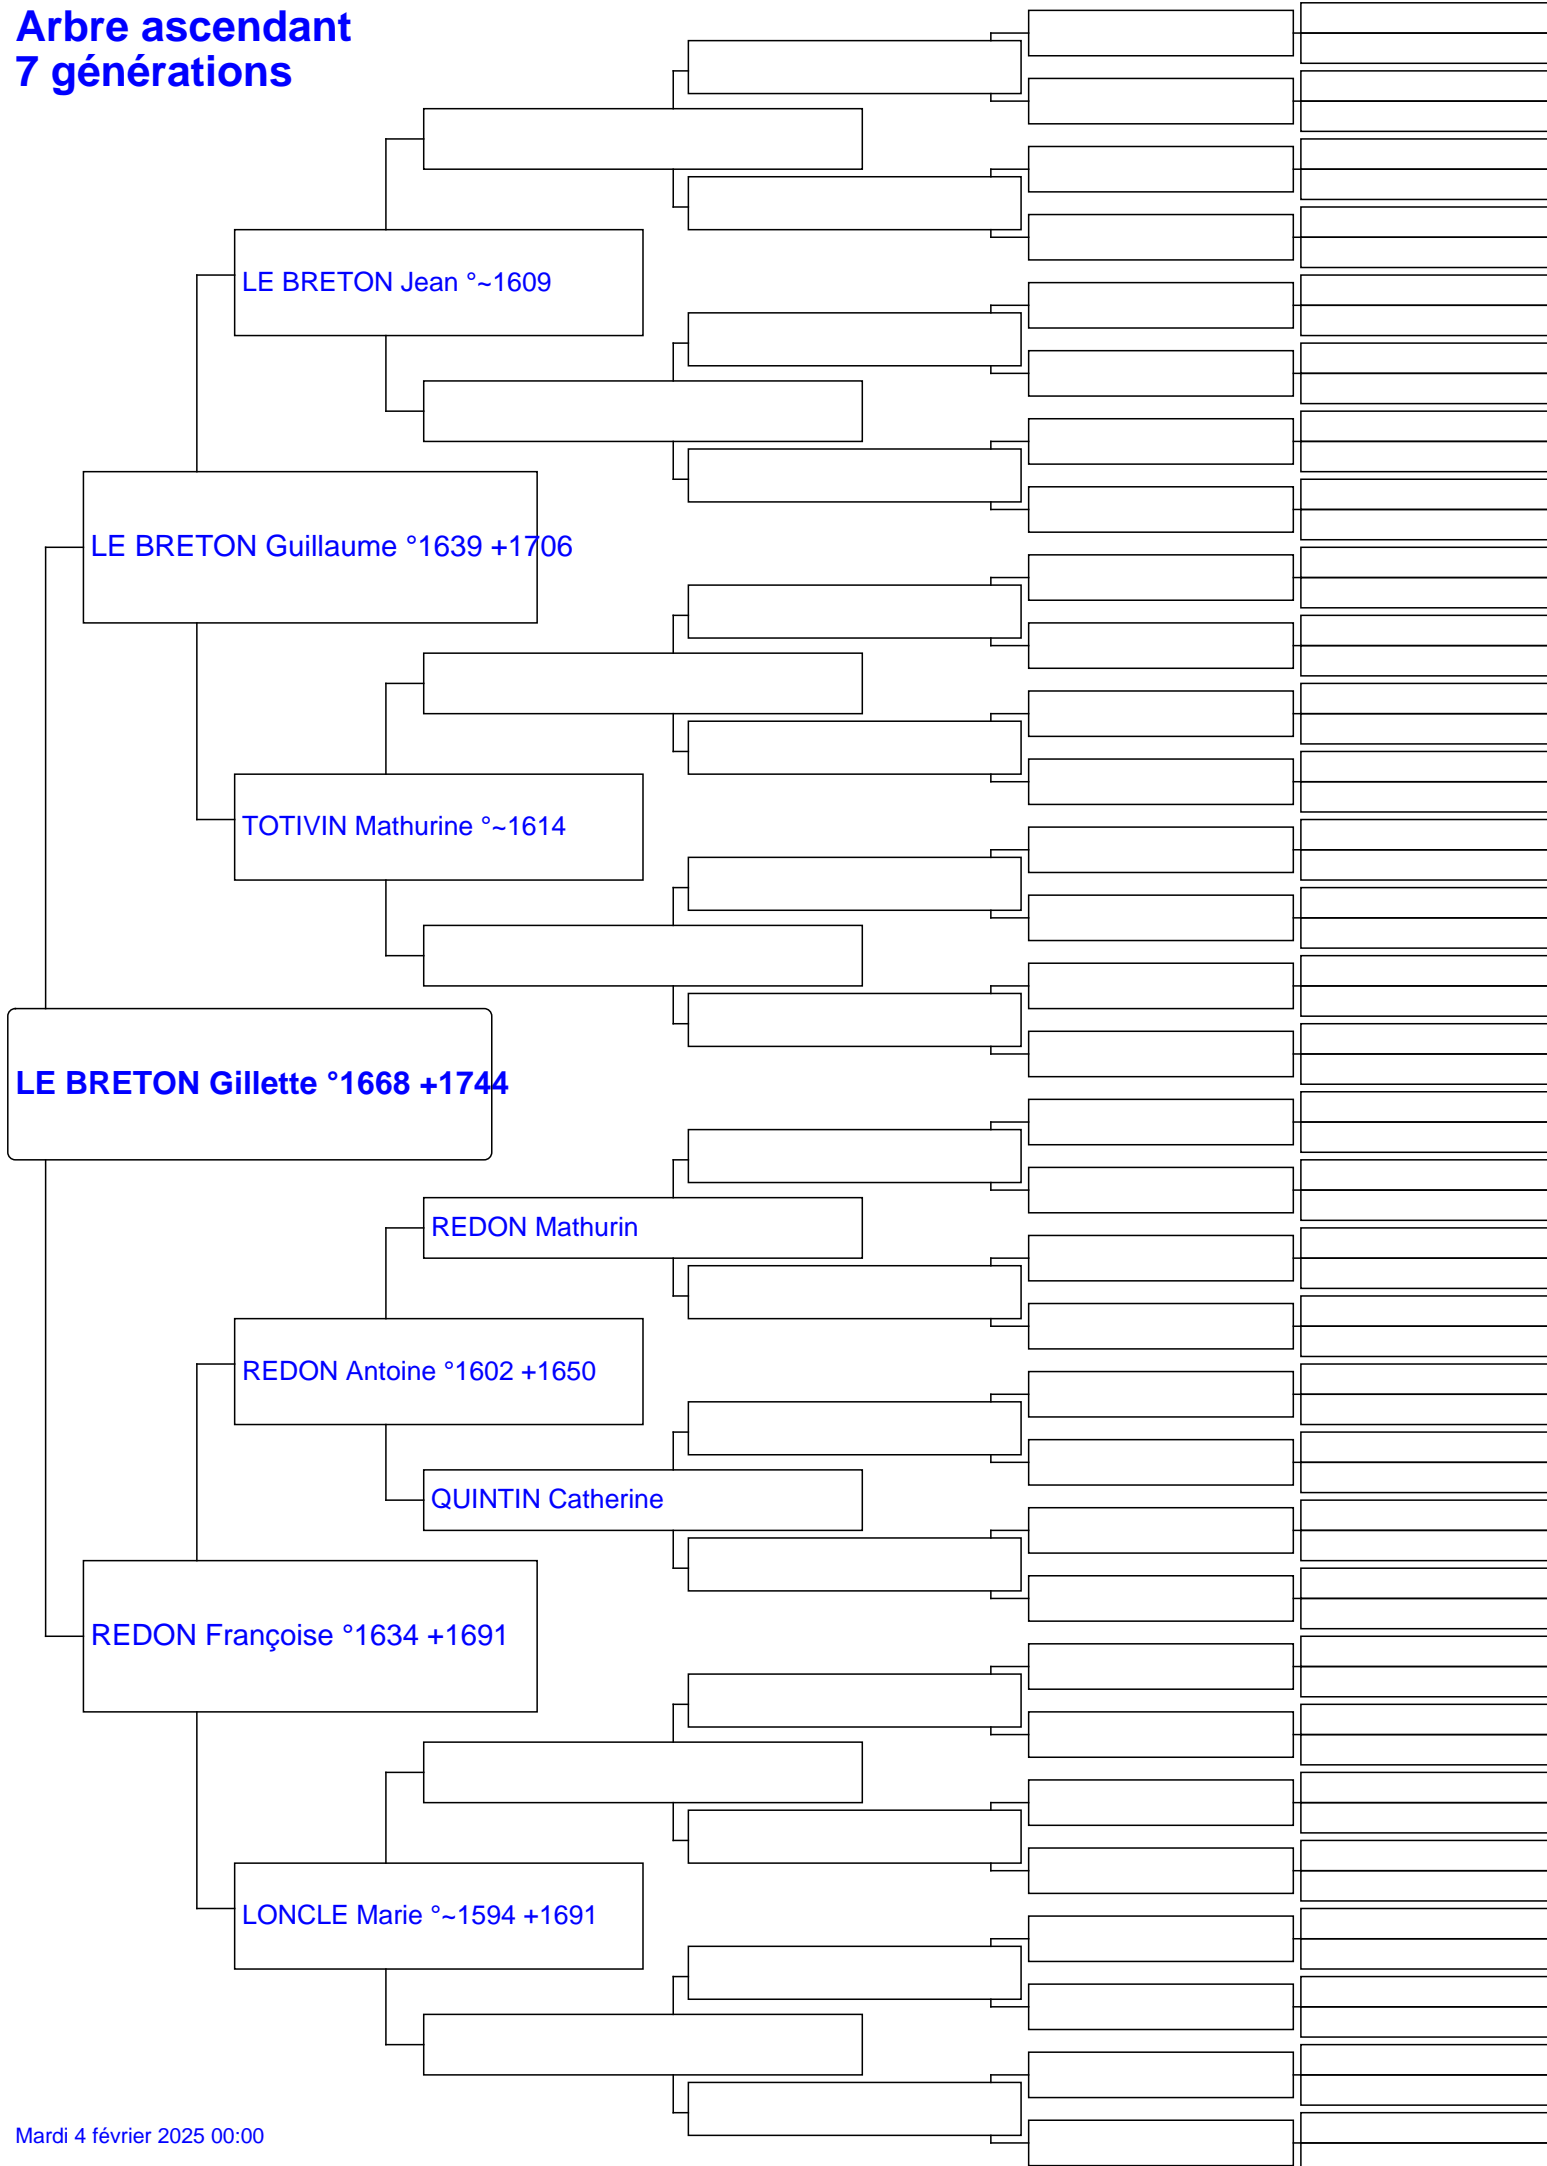 Arbre ascendant
7 générations
LE BRETON Jean °~1609
LE BRETON Guillaume °1639 +1706
TOTIVIN Mathurine °~1614
LE BRETON Gillette °1668 +1744
REDON Mathurin
REDON Antoine °1602 +1650
QUINTIN Catherine
REDON Françoise °1634 +1691
LONCLE Marie °~1594 +1691
Mardi 4 février 2025 00:00